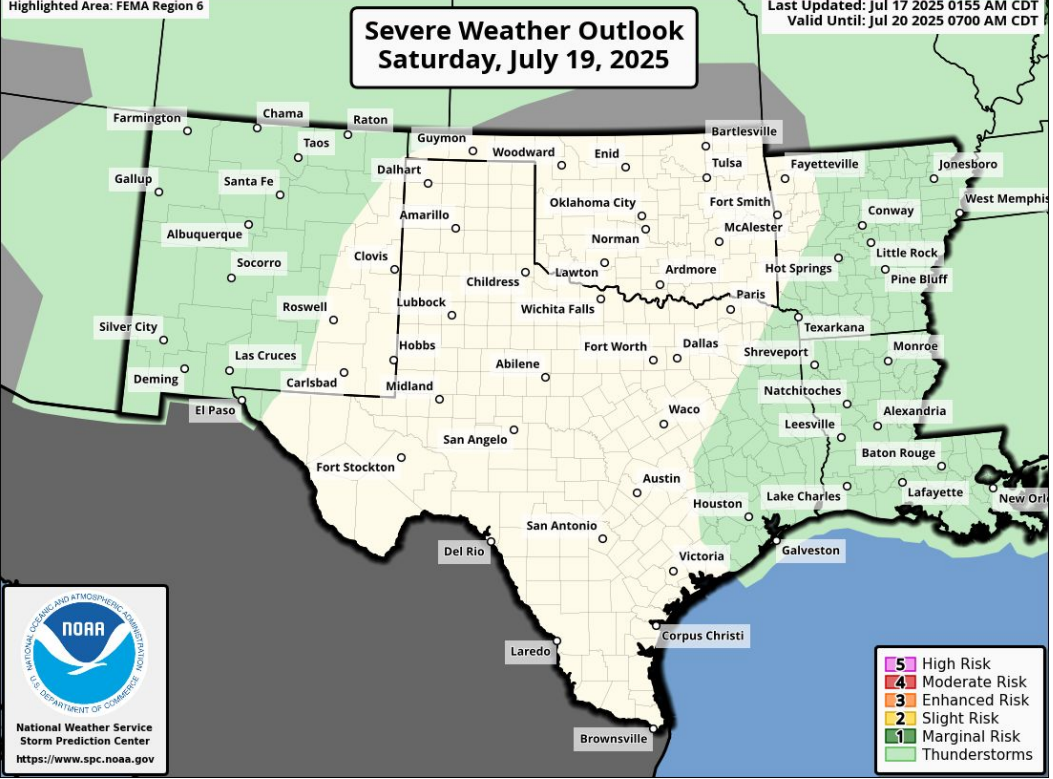 Highlighted Area: FEMA Region 6
Severe Weather Outlook
Saturday, July 19, 2025
Last Updated: Jul 17 2025 0155 AM CDT
Valid Until: Jul 20 2025 0700 AM CDT
Farmington
Chama
Raton
Taos
Guymon
Woodward
Enid
Bartlesville
Tulsa
Fayetteville
Jonesboro
Gallup
Santa Fe
Dalhart
Oklahoma City
Fort Smith
West Memphis
Albuquerque
Amarillo
Norman
McAlester
Conway
Socorro
Clovis
Childress
Lawton
Ardmore
Hot Springs
Little Rock
Pine Bluff
Roswell
Lubbock
Wichita Falls
Paris
Silver City
Hobbs
Fort Worth
Dallas
Texarkana
Las Cruces
Abilene
Shreveport
Monroe
Deming
Carlsbad
Midland
Natchitoches
El Paso
Waco
Alexandria
San Angelo
Leesville
Fort Stockton
Baton Rouge
Austin
Houston
Lake Charles
Lafayette
New Orl
Del Rio
San Antonio
Galveston
Victoria
Corpus Christi
Laredo
Brownsville
NATIONAL OCEANIC AND ATMOSPHERIC ADMINISTRATION
NOAA
U.S. DEPARTMENT OF COMMERCE
National Weather Service
Storm Prediction Center
https://www.spc.noaa.gov
5 High Risk
4 Moderate Risk
3 Enhanced Risk
2 Slight Risk
1 Marginal Risk
Thunderstorms